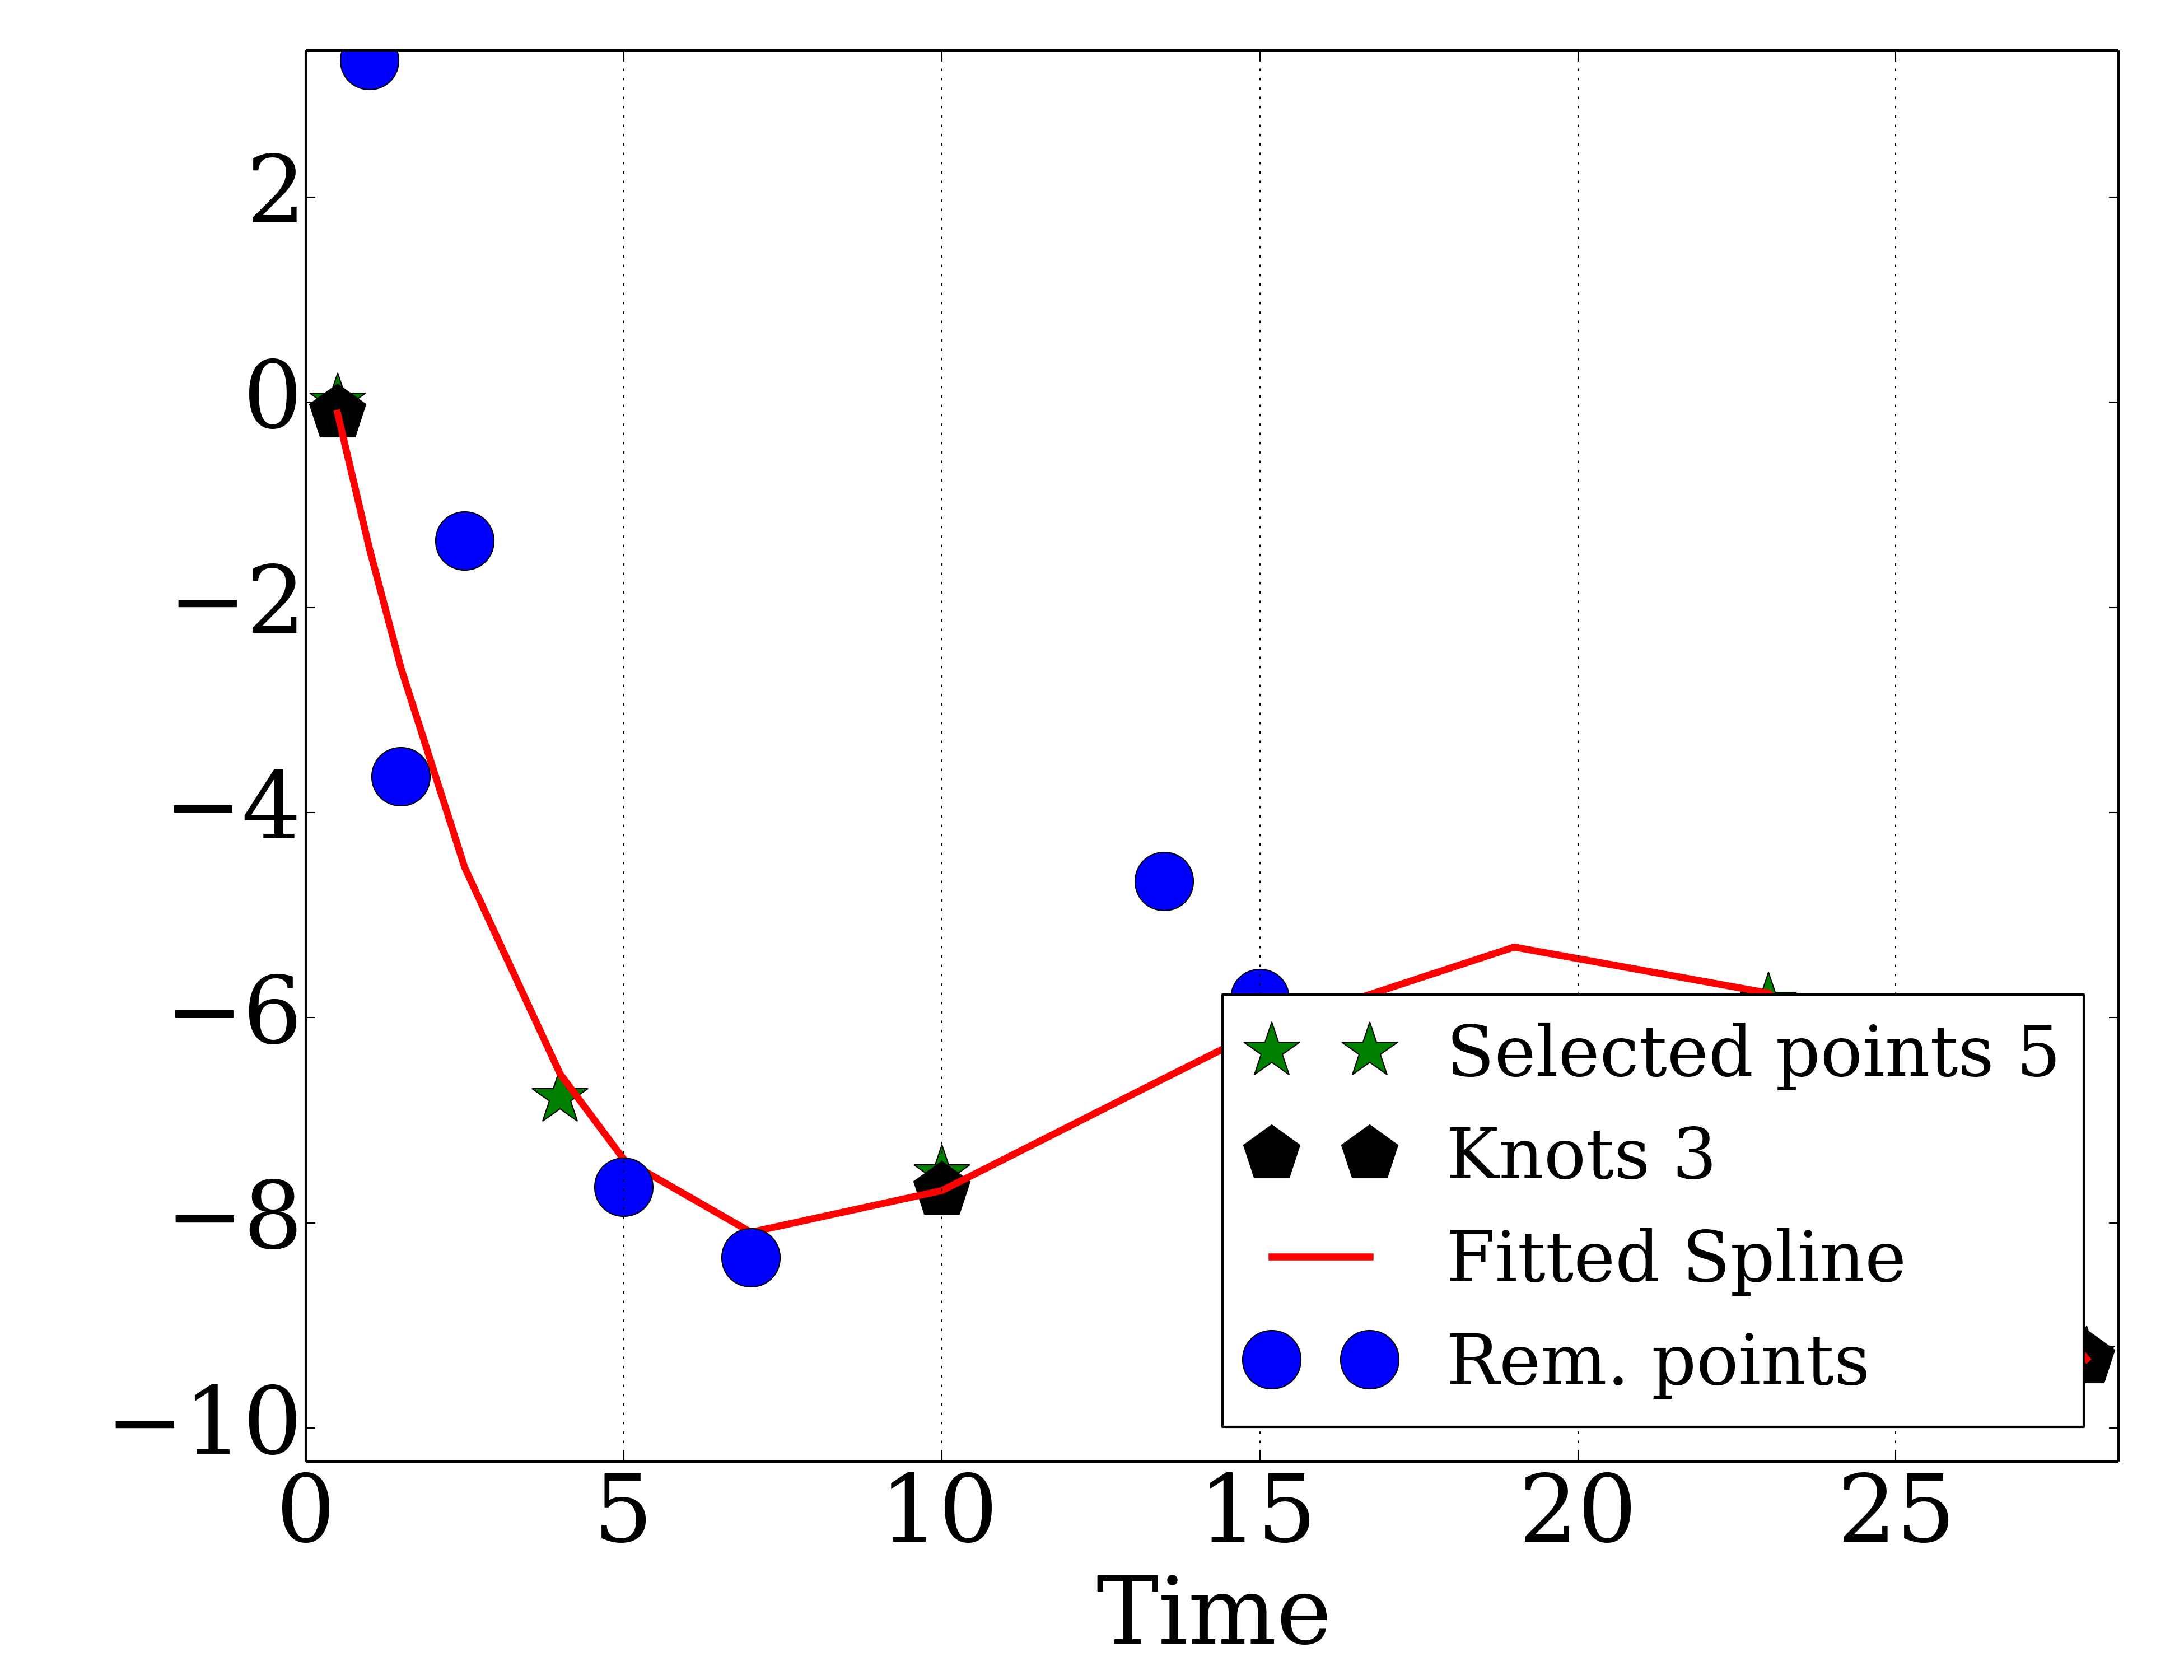 2
0
−2
−4
−6
−8
−10
0 5 10 15 20 25
Time
Selected points 5
Knots 3
Fitted Spline
Rem. points